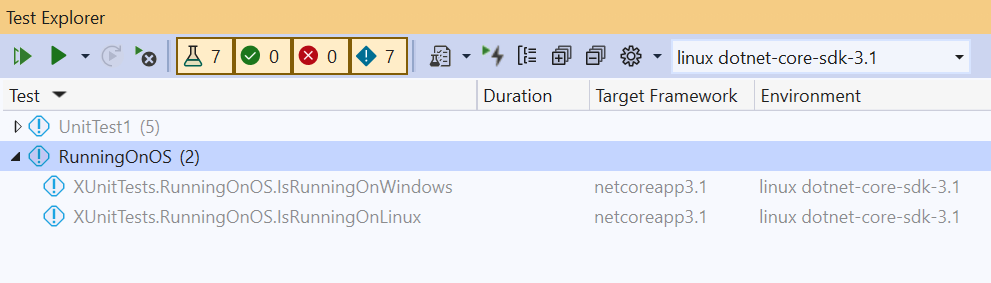 Test Explorer
7 0 0 7 linux dotnet-core-sdk-3.1
Test Duration Target Framework Environment
UnitTest1 (5)
RunningOnOS (2)
XUnitTests.RunningOnOS.IsRunningOnWindows netcoreapp3.1 linux dotnet-core-sdk-3.1
XUnitTests.RunningOnOS.IsRunningOnLinux netcoreapp3.1 linux dotnet-core-sdk-3.1